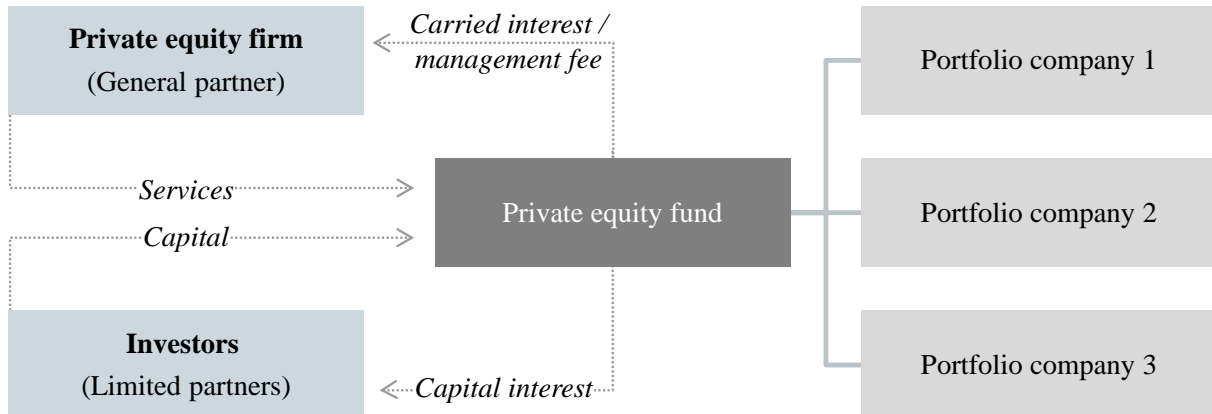 Private equity firm
(General partner)
Carried interest /
management fee
Portfolio company 1
Services
Private equity fund
Portfolio company 2
Capital
Investors
(Limited partners)
Capital interest
Portfolio company 3